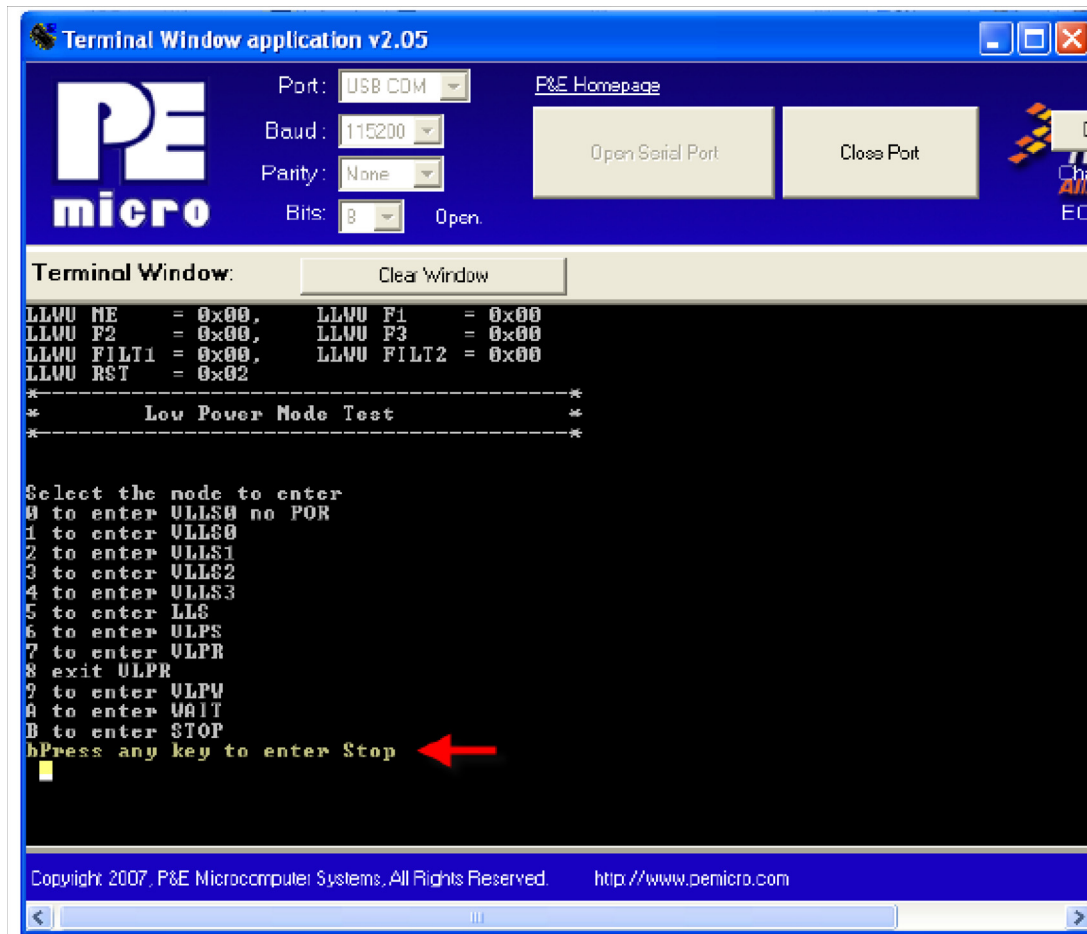 Terminal Window application v2.05
PE
micro
Port: USB COM
P&E Homepage
Baud: 115200
Open Serial Port
Close Port
Parity: None
Bits: 8
Open.
Terminal Window:
Clear Window
LLWU ME = 0x00, LLWU F1 = 0x00
LLWU F2 = 0x00, LLWU F3 = 0x00
LLWU FILT1 = 0x00, LLWU FILT2 = 0x00
LLWU RST = 0x02
*---------------------------------------*
* Low Power Mode Test *
*---------------------------------------*
Select the mode to enter
0 to enter VLLS0 no POR
1 to enter VLLS0
2 to enter VLLS1
3 to enter VLLS2
4 to enter VLLS3
5 to enter LLS
6 to enter VLPS
7 to enter VLPR
8 exit VLPR
9 to enter VLPW
A to enter WAIT
B to enter STOP
bPress any key to enter Stop
Copyright 2007, P&E Microcomputer Systems, All Rights Reserved. http://www.pemicro.com